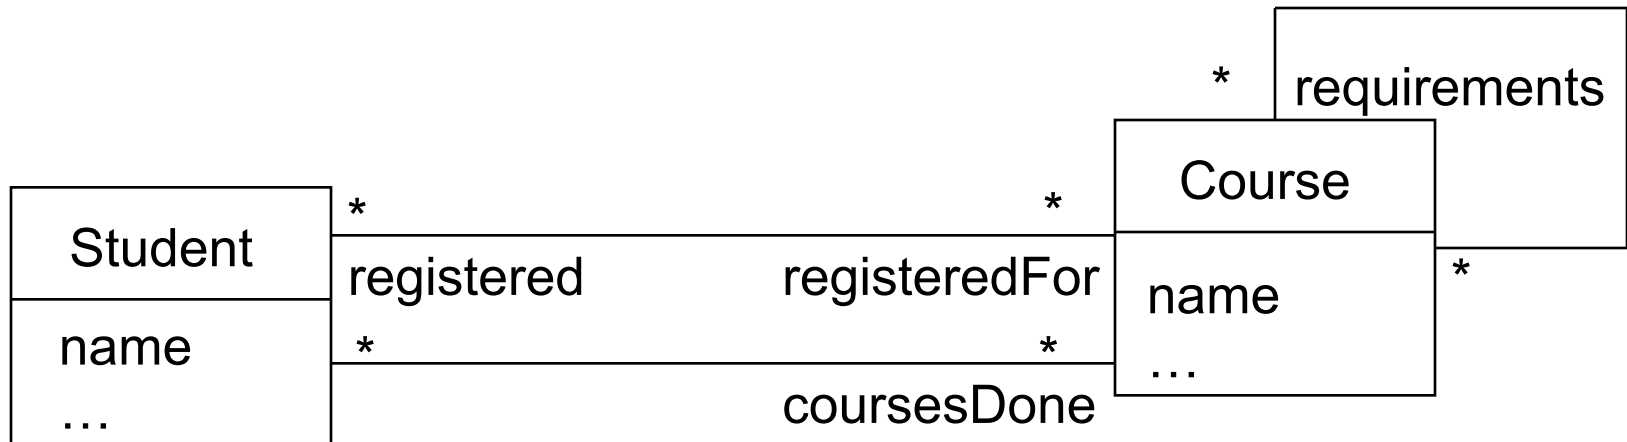 * requirements
Course
* *
Student
registered registeredFor *
name
name
* * …
coursesDone
…